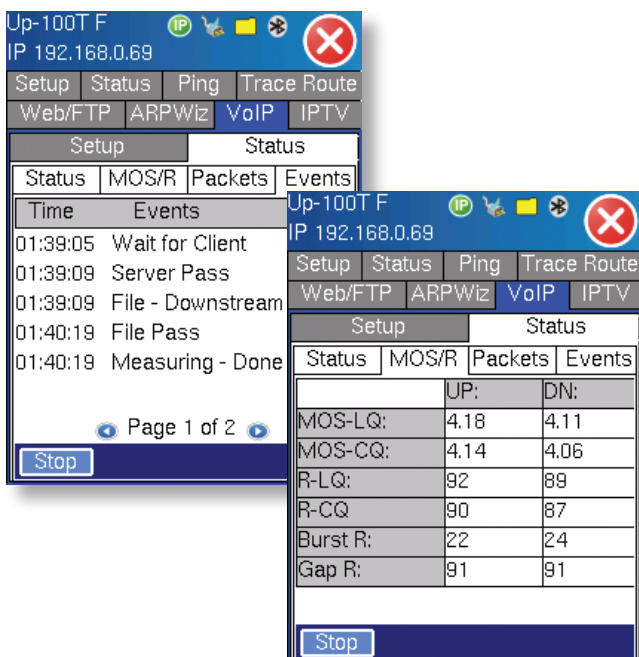 Up-100T F IP
IP 192.168.0.69
Setup Status Ping Trace Route
Web/FTP ARPWiz VoIP IPTV
Setup Status
Status MOS/R Packets Events
Time Events
01:39:05 Wait for Client
01:39:09 Server Pass
01:39:09 File - Downstream
01:40:19 File Pass
01:40:19 Measuring - Done
Page 1 of 2
Stop
Up-100T F IP
IP 192.168.0.69
Setup Status Ping Trace Route
Web/FTP ARPWiz VoIP IPTV
Setup Status
Status MOS/R Packets Events
UP: DN:
MOS-LQ: 4.18 4.11
MOS-CQ: 4.14 4.06
R-LQ: 92 89
R-CQ 90 87
Burst R: 22 24
Gap R: 91 91
Stop